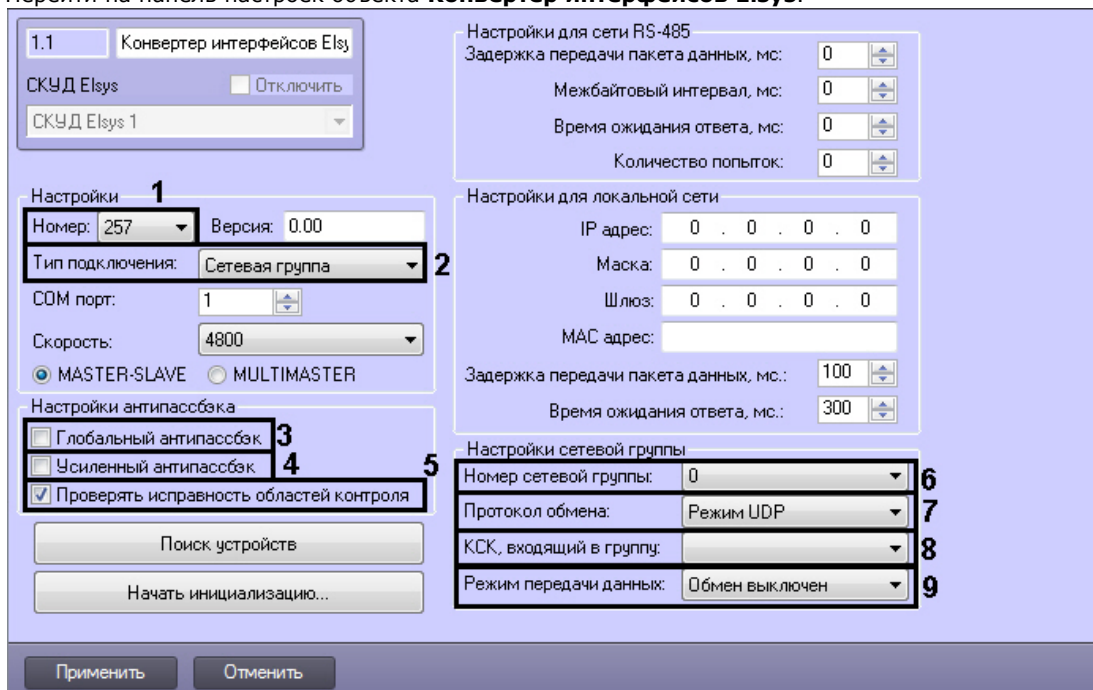 Перейти на панель настроек объекта Конвертер интерфейсов Elsys.
1.1 Конвертер интерфейсов Elsy
СКУД Elsys Отключить
СКУД Elsys 1
Настройки 1
Номер: 257 Версия: 0.00
Тип подключения: Сетевая группа 2
COM порт: 1
Скорость: 4800
MASTER-SLAVE MULTIMASTER
Настройки антипассбэка
Глобальный антипассбэк 3
Усиленный антипассбэк 4
Проверять исправность областей контроля 5
Поиск устройств
Начать инициализацию...
Настройки для сети RS-485
Задержка передачи пакета данных, мс: 0
Межбайтовый интервал, мс: 0
Время ожидания ответа, мс: 0
Количество попыток: 0
Настройки для локальной сети
IP адрес: 0 . 0 . 0 . 0
Маска: 0 . 0 . 0 . 0
Шлюз: 0 . 0 . 0 . 0
MAC адрес:
Задержка передачи пакета данных, мс.: 100
Время ожидания ответа, мс.: 300
Настройки сетевой группы
Номер сетевой группы: 0 6
Протокол обмена: Режим UDP 7
КСК, входящий в группу: 8
Режим передачи данных: Обмен выключен 9
Применить Отменить